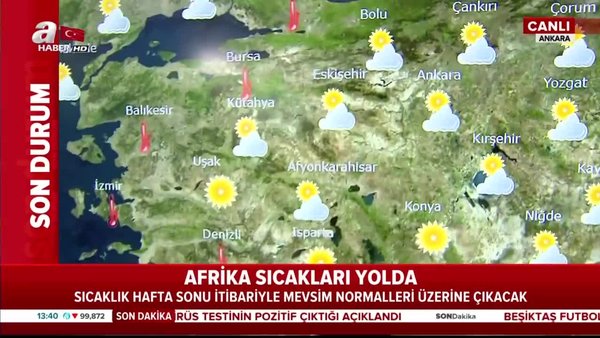 a
HABER HD
SON DURUM
Bolu
Çankırı
Çorum
CANLI
ANKARA
Bursa
Eskişehir
Ankara
Yozgat
Balıkesir
Kütahya
Kırşehir
Uşak
Afyonkarahisar
İzmir
Konya
Niğde
Denizli
Isparta
AFRİKA SICAKLARI YOLDA
SICAKLIK HAFTA SONU İTİBARİYLE MEVSİM NORMALLERİ ÜZERİNE ÇIKACAK
13:40 99,872 SON DAKİKA RÜS TESTİNİN POZİTİF ÇIKTIĞI AÇIKLANDI SONDakika BEŞİKTAŞ FUTBOL